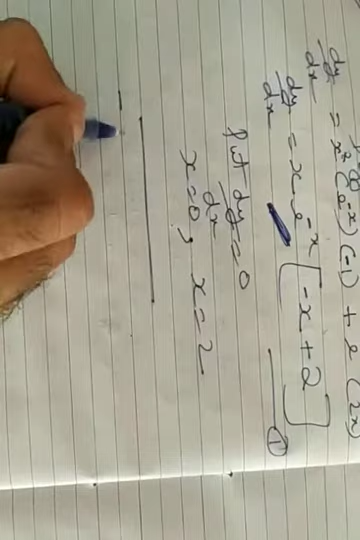 dy/dx = x² (e⁻ˣ) (-1) + e⁻ˣ (2x)
dy/dx = x e⁻ˣ [-x + 2] — ①
Put dy/dx = 0
x = 0, x = 2